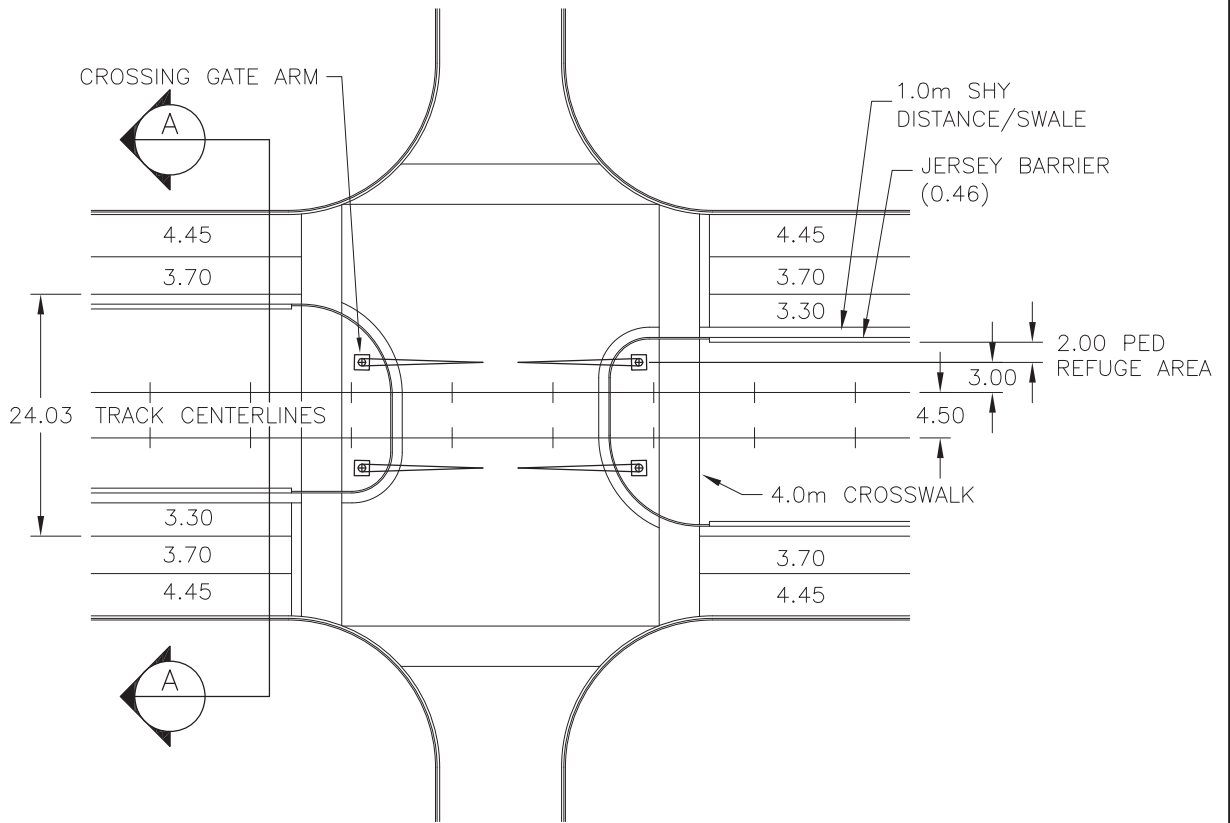 CROSSING GATE ARM
A
1.0m SHY
DISTANCE/SWALE
JERSEY BARRIER
(0.46)
4.45
3.70
4.45
3.70
3.30
2.00 PED
REFUGE AREA
3.00
24.03 TRACK CENTERLINES
4.50
4.0m CROSSWALK
3.30
3.70
4.45
3.70
4.45
A